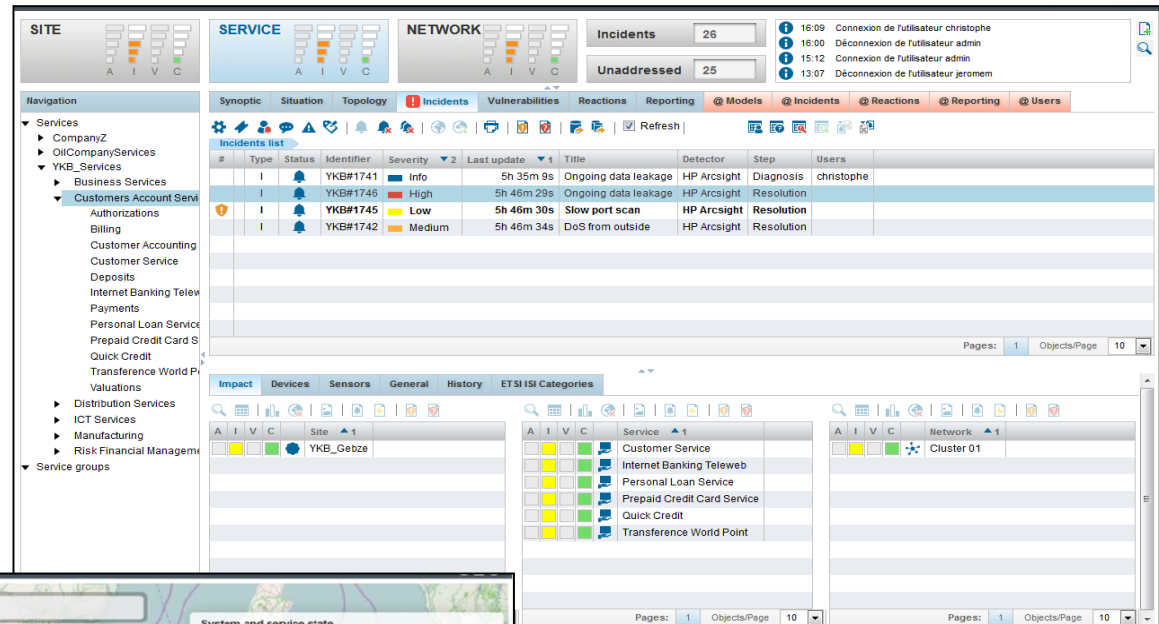 SITE
A I V C
SERVICE
A I V C
NETWORK
A I V C
Incidents 26
Unaddressed 25
16:09 Connexion de l'utilisateur christophe
16:00 Déconnexion de l'utilisateur admin
15:12 Connexion de l'utilisateur admin
13:07 Déconnexion de l'utilisateur jeromem
Navigation
Services
CompanyZ
OilCompanyServices
YKB_Services
Business Services
Customers Account Servi
Authorizations
Billing
Customer Accounting
Customer Service
Deposits
Internet Banking Telew
Payments
Personal Loan Service
Prepaid Credit Card S
Quick Credit
Transference World P
Valuations
Distribution Services
ICT Services
Manufacturing
Risk Financial Manageme
Service groups
Synoptic Situation Topology Incidents Vulnerabilities Reactions Reporting @ Models @ Incidents @ Reactions @ Reporting @ Users
Refresh
Incidents list
# Type Status Identifier Severity 2 Last update 1 Title Detector Step Users
I YKB#1741 Info 5h 35m 9s Ongoing data leakage HP Arcsight Diagnosis christophe
I YKB#1746 High 5h 46m 29s Ongoing data leakage HP Arcsight Resolution
I YKB#1745 Low 5h 46m 30s Slow port scan HP Arcsight Resolution
I YKB#1742 Medium 5h 46m 34s DoS from outside HP Arcsight Resolution
Pages: 1 Objects/Page 10
Impact Devices Sensors General History ETSI ISI Categories
A I V C Site 1
YKB_Gebze
A I V C Service 1
Customer Service
Internet Banking Teleweb
Personal Loan Service
Prepaid Credit Card Service
Quick Credit
Transference World Point
Pages: 1 Objects/Page 10
A I V C Network 1
Cluster 01
Pages: 1 Objects/Page 10
System and service state